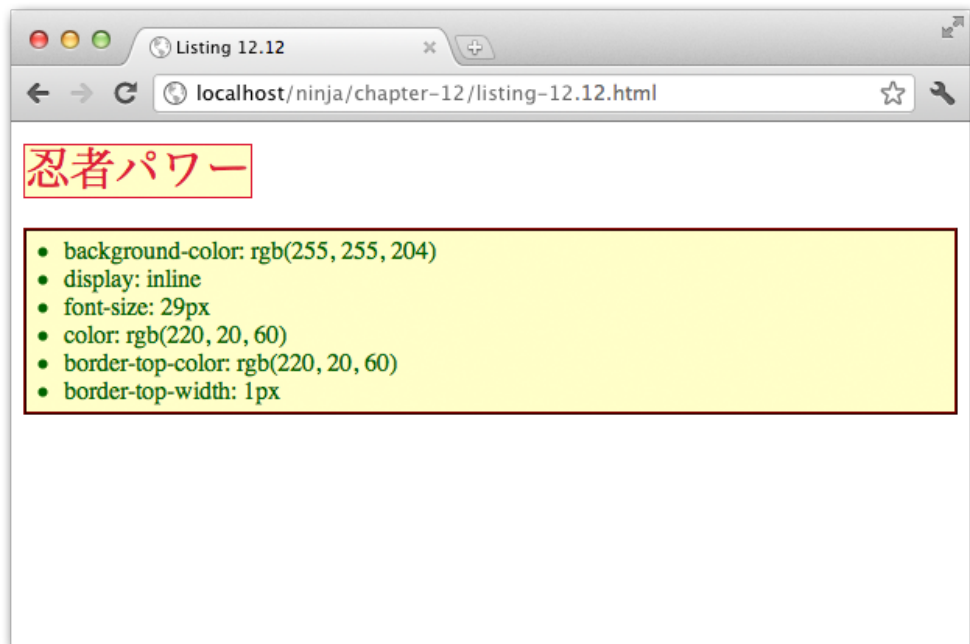 Listing 12.12
localhost/ninja/chapter-12/listing-12.12.html
忍者パワー
background-color: rgb(255, 255, 204)
display: inline
font-size: 29px
color: rgb(220, 20, 60)
border-top-color: rgb(220, 20, 60)
border-top-width: 1px